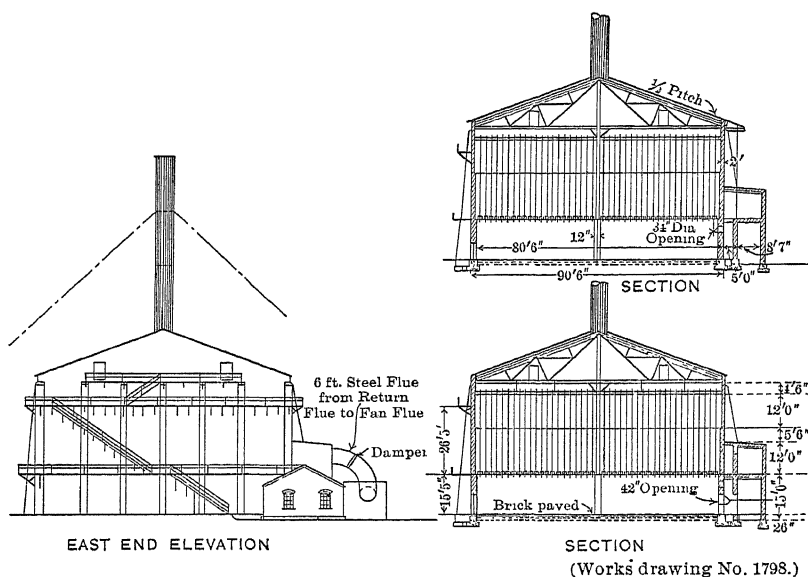 ½ Pitch
2'
12"
34" Dia
Opening
80'6"
8'7"
5'0"
90'6"
SECTION
6 ft. Steel Flue
from Return
Flue to Fan Flue
Damper
26'5'
15'5"
EAST END ELEVATION
1'6"
12'0"
5'6"
12'0"
15'0"
42" Opening
Brick paved
26"
SECTION
(Works drawing No. 1798.)